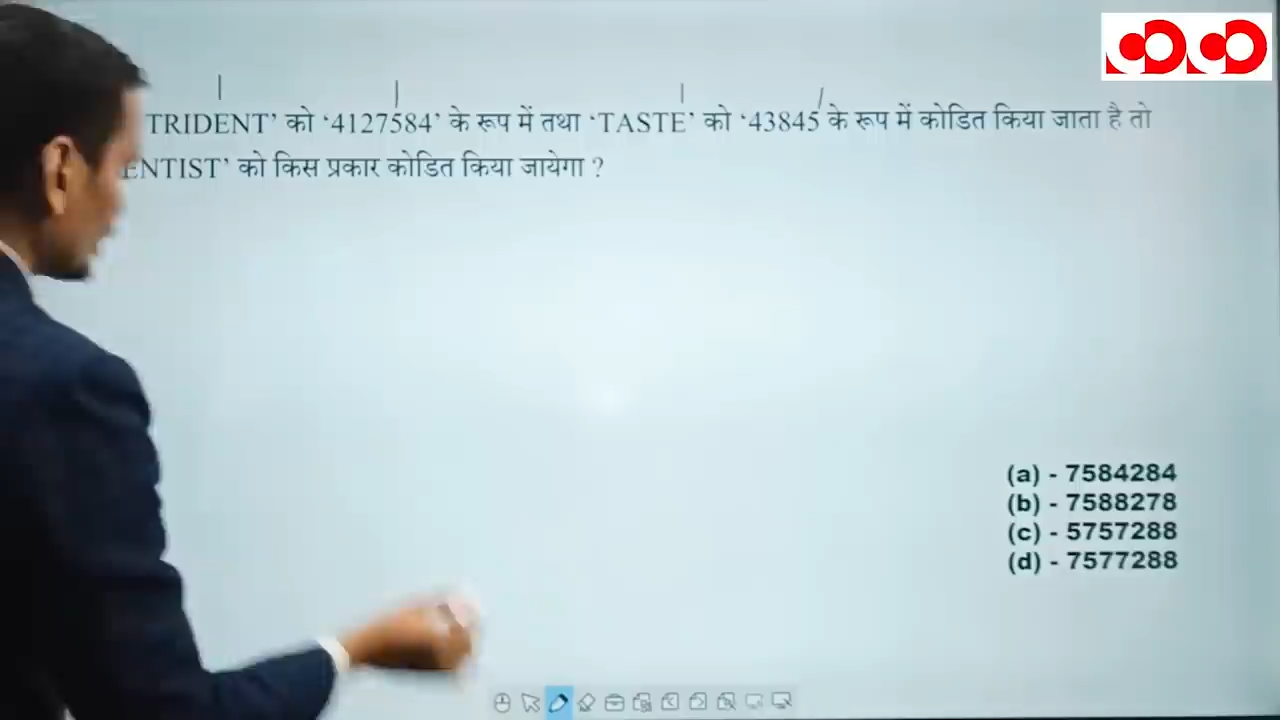 TRIDENT’ को ‘4127584’ के रूप में तथा ‘TASTE’ को ‘43845 के रूप में कोडित किया जाता है तो
ENTIST’ को किस प्रकार कोडित किया जायेगा ?
(a) - 7584284
(b) - 7588278
(c) - 5757288
(d) - 7577288